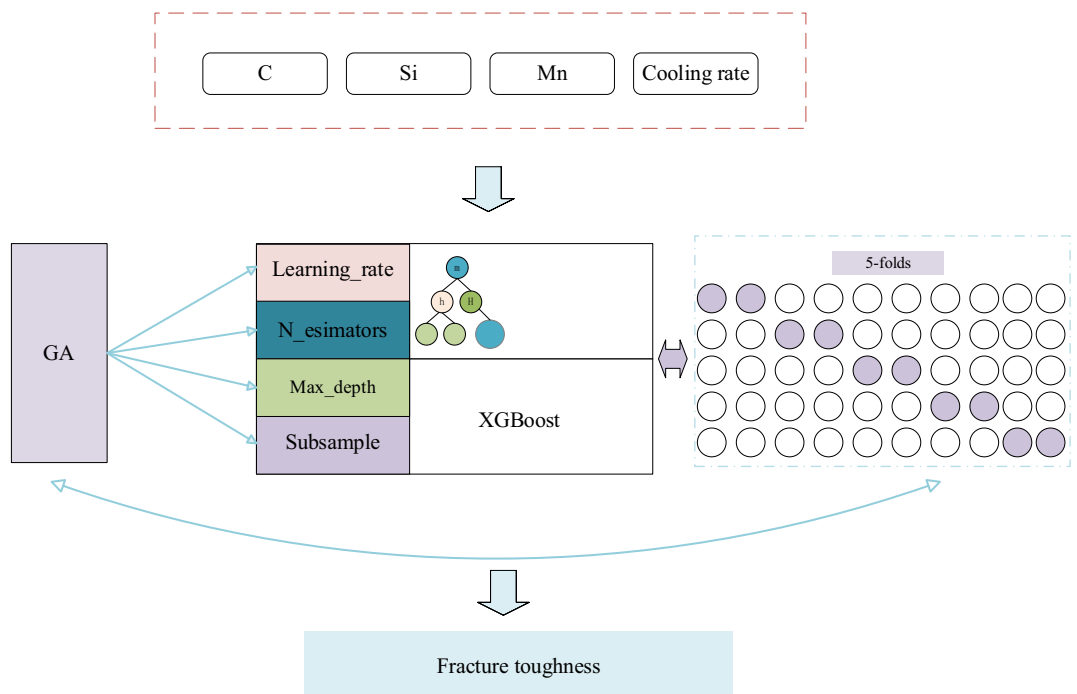 C
Si
Mn
Cooling rate
GA
Learning_rate
N_esimators
Max_depth
Subsample
m
h
H
XGBoost
5-folds
Fracture toughness